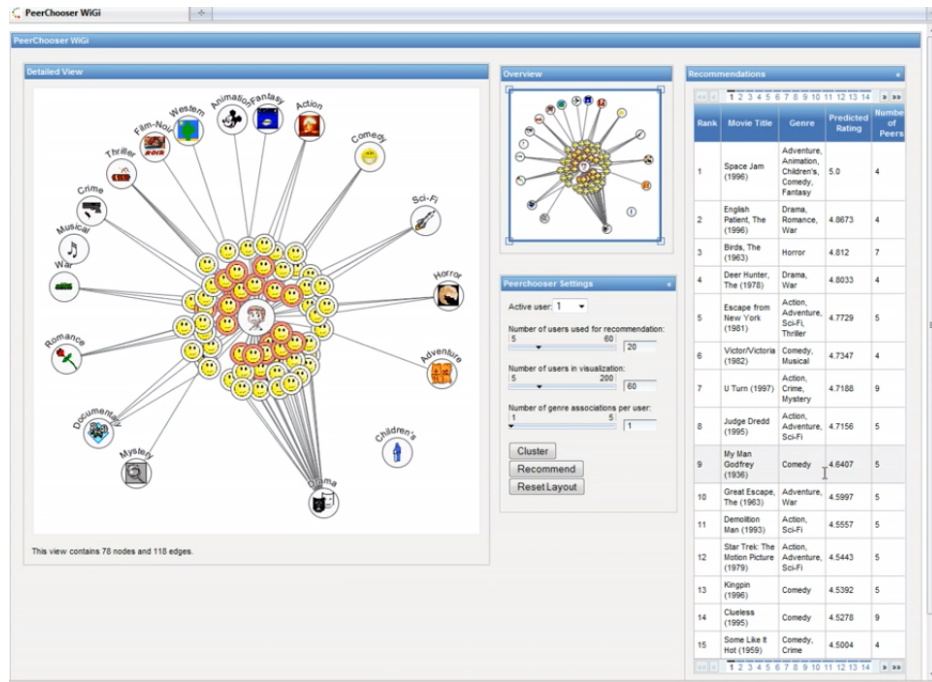 PeerChooser WiGi
PeerChooser WiGi
Detailed View
Western
Animation
Fantasy
Action
Film-Noir
Comedy
Thriller
Crime
Sci-Fi
Musical
War
Horror
Romance
Adventure
Documentary
Children's
Mystery
Drama
This view contains 78 nodes and 118 edges.
Overview
Peerchooser Settings
Active user: 1
Number of users used for recommendation:
5 60
20
Number of users in visualization:
5 200
60
Number of genre associations per user:
1 5
1
Cluster
Recommend
Reset Layout
Recommendations
1 2 3 4 5 6 7 8 9 10 11 12 13 14
Rank Movie Title Genre Predicted Rating Number of Peers
1 Space Jam (1996) Adventure, Animation, Children's, Comedy, Fantasy 5.0 4
2 English Patient, The (1996) Drama, Romance, War 4.8673 4
3 Birds, The (1963) Horror 4.812 7
4 Deer Hunter, The (1978) Drama, War 4.8033 4
5 Escape from New York (1981) Action, Adventure, Sci-Fi, Thriller 4.7729 5
6 Victor/Victoria (1982) Comedy, Musical 4.7347 4
7 U Turn (1997) Action, Crime, Mystery 4.7188 9
8 Judge Dredd (1995) Action, Adventure, Sci-Fi 4.7156 5
9 My Man Godfrey (1936) Comedy 4.6407 5
10 Great Escape, The (1963) Adventure, War 4.5997 5
11 Demolition Man (1993) Action, Sci-Fi 4.5557 5
12 Star Trek: The Motion Picture (1979) Action, Adventure, Sci-Fi 4.5443 5
13 Kingpin (1996) Comedy 4.5392 5
14 Clueless (1995) Comedy 4.5278 9
15 Some Like It Hot (1959) Comedy, Crime 4.5004 4
1 2 3 4 5 6 7 8 9 10 11 12 13 14